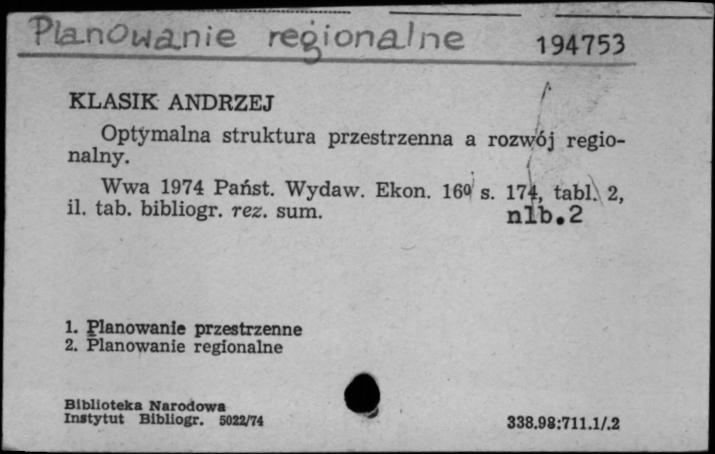 Planowanie regionalne 194753
KLASIK ANDRZEJ
Optymalna struktura przestrzenna a rozwój regio-
nalny.
Wwa 1974 Państ. Wydaw. Ekon. 16º s. 174, tabl. 2,
il. tab. bibliogr. rez. sum. nlb.2
1. Planowanie przestrzenne
2. Planowanie regionalne
Biblioteka Narodowa
Instytut Bibliogr. 5022/74 338.98:711.1/.2